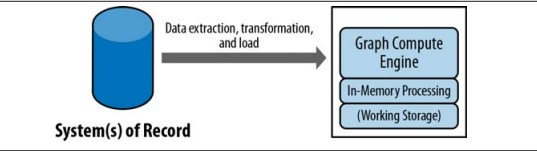 Data extraction, transformation,
and load
System(s) of Record
Graph Compute
Engine
In-Memory Processing
(Working Storage)